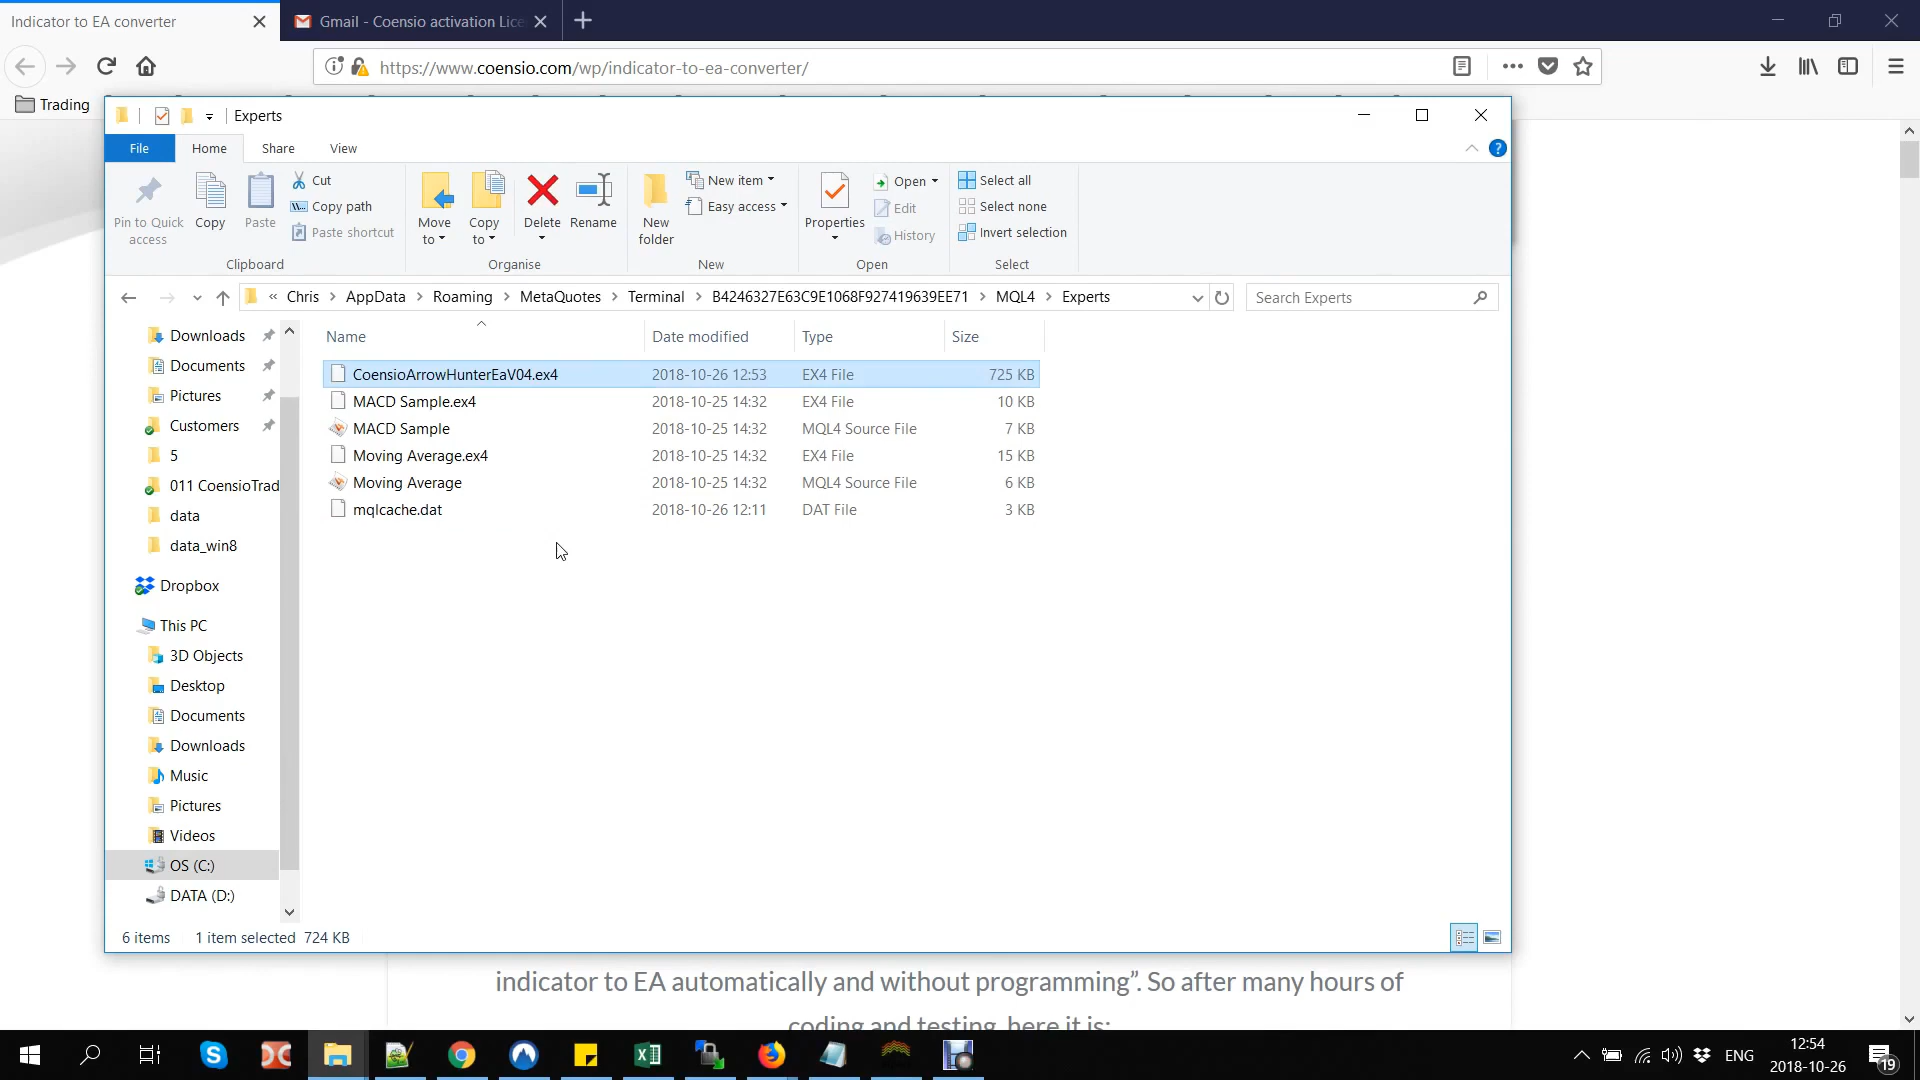 Indicator to EA converter
Gmail - Coensio activation Lice
https://www.coensio.com/wp/indicator-to-ea-converter/
Trading
Experts
File Home Share View
Pin to Quick access
Copy
Paste
Cut
Copy path
Paste shortcut
Clipboard
Move to
Copy to
Delete
Rename
Organise
New folder
New item
Easy access
New
Properties
Open
Edit
History
Open
Select all
Select none
Invert selection
Select
« Chris > AppData > Roaming > MetaQuotes > Terminal > B4246327E63C9E1068F927419639EE71 > MQL4 > Experts
Search Experts
Downloads
Documents
Pictures
Customers
5
011 CoensioTrad
data
data_win8
Dropbox
This PC
3D Objects
Desktop
Documents
Downloads
Music
Pictures
Videos
OS (C:)
DATA (D:)
Name Date modified Type Size
CoensioArrowHunterEaV04.ex4 2018-10-26 12:53 EX4 File 725 KB
MACD Sample.ex4 2018-10-25 14:32 EX4 File 10 KB
MACD Sample 2018-10-25 14:32 MQL4 Source File 7 KB
Moving Average.ex4 2018-10-25 14:32 EX4 File 15 KB
Moving Average 2018-10-25 14:32 MQL4 Source File 6 KB
mqlcache.dat 2018-10-26 12:11 DAT File 3 KB
6 items 1 item selected 724 KB
indicator to EA automatically and without programming”. So after many hours of
coding and testing, here it is:
ENG
12:54
2018-10-26
19